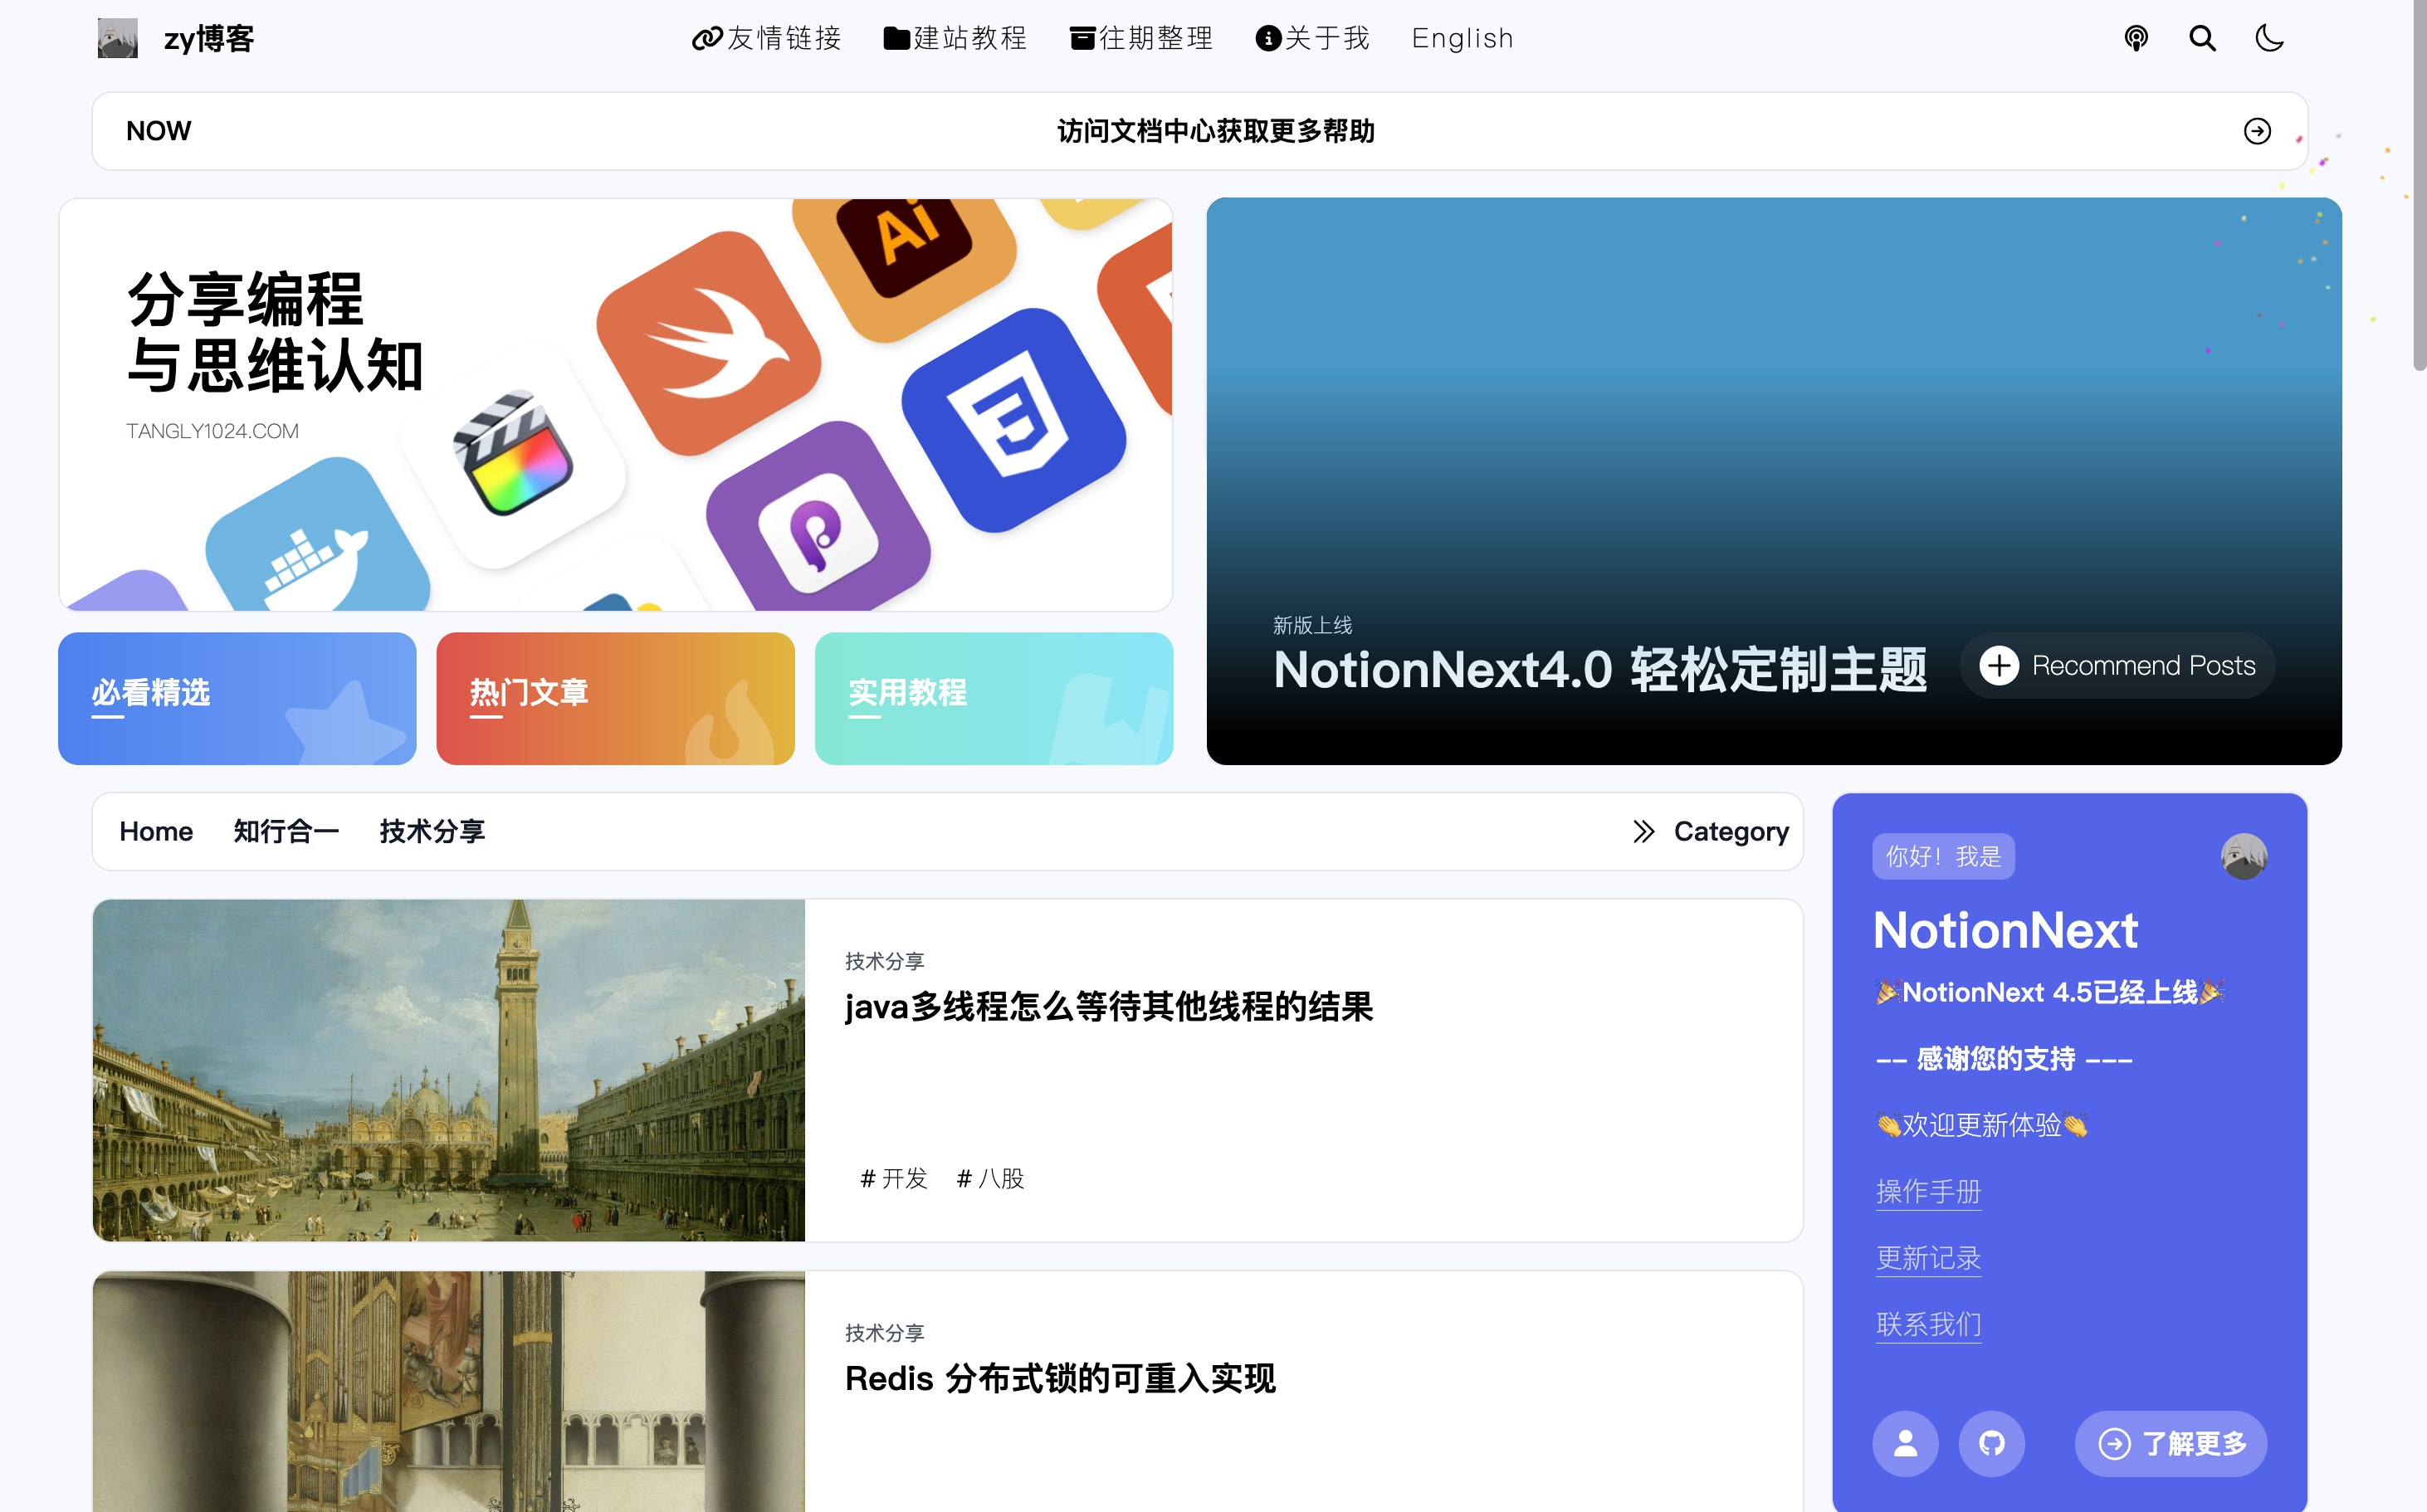 zy博客
友情链接
建站教程
往期整理
关于我
English
NOW
访问文档中心获取更多帮助
分享编程
与思维认知
TANGLY1024.COM
Ai
必看精选
热门文章
实用教程
新版上线
NotionNext4.0 轻松定制主题
Recommend Posts
Home
知行合一
技术分享
Category
技术分享
java多线程怎么等待其他线程的结果
# 开发
# 八股
技术分享
Redis 分布式锁的可重入实现
你好！我是
NotionNext
🎉NotionNext 4.5已经上线🎉
-- 感谢您的支持 ---
👏欢迎更新体验👏
操作手册
更新记录
联系我们
了解更多